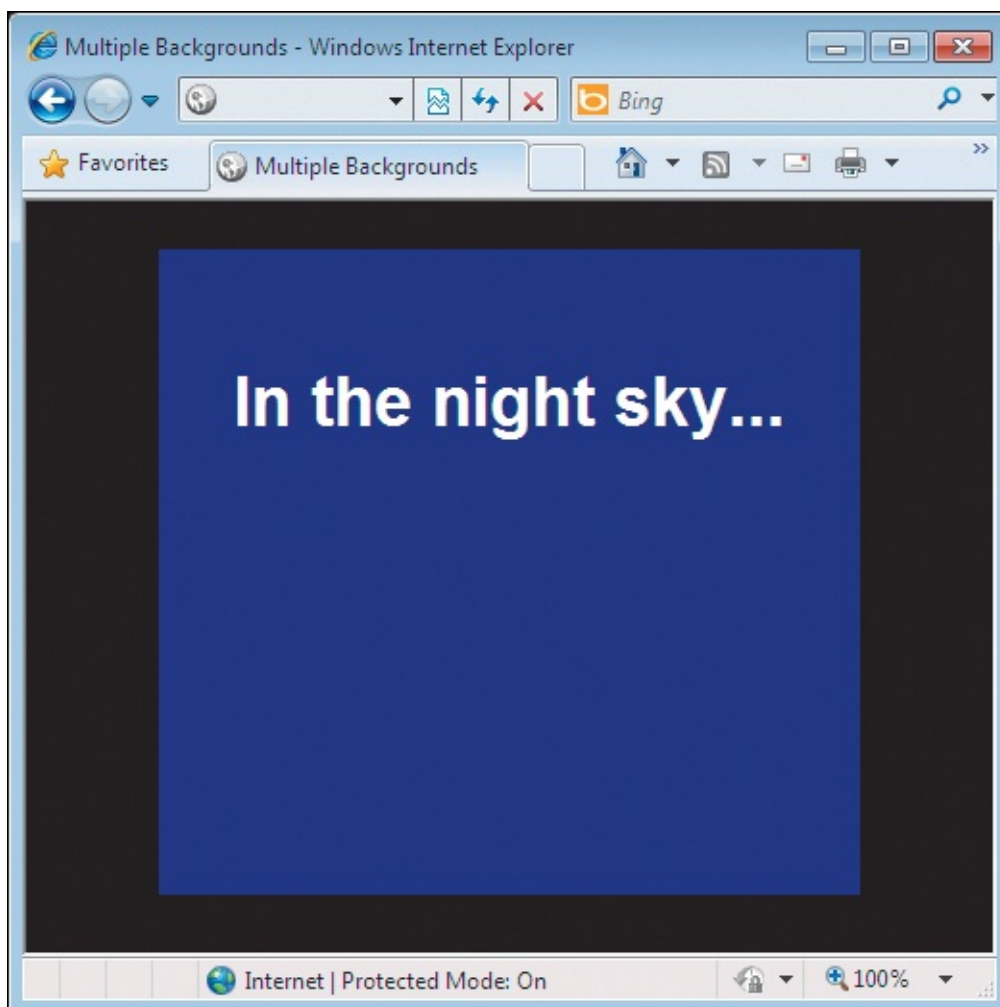 Multiple Backgrounds - Windows Internet Explorer
Bing
Favorites
Multiple Backgrounds
In the night sky...
Internet | Protected Mode: On
100%